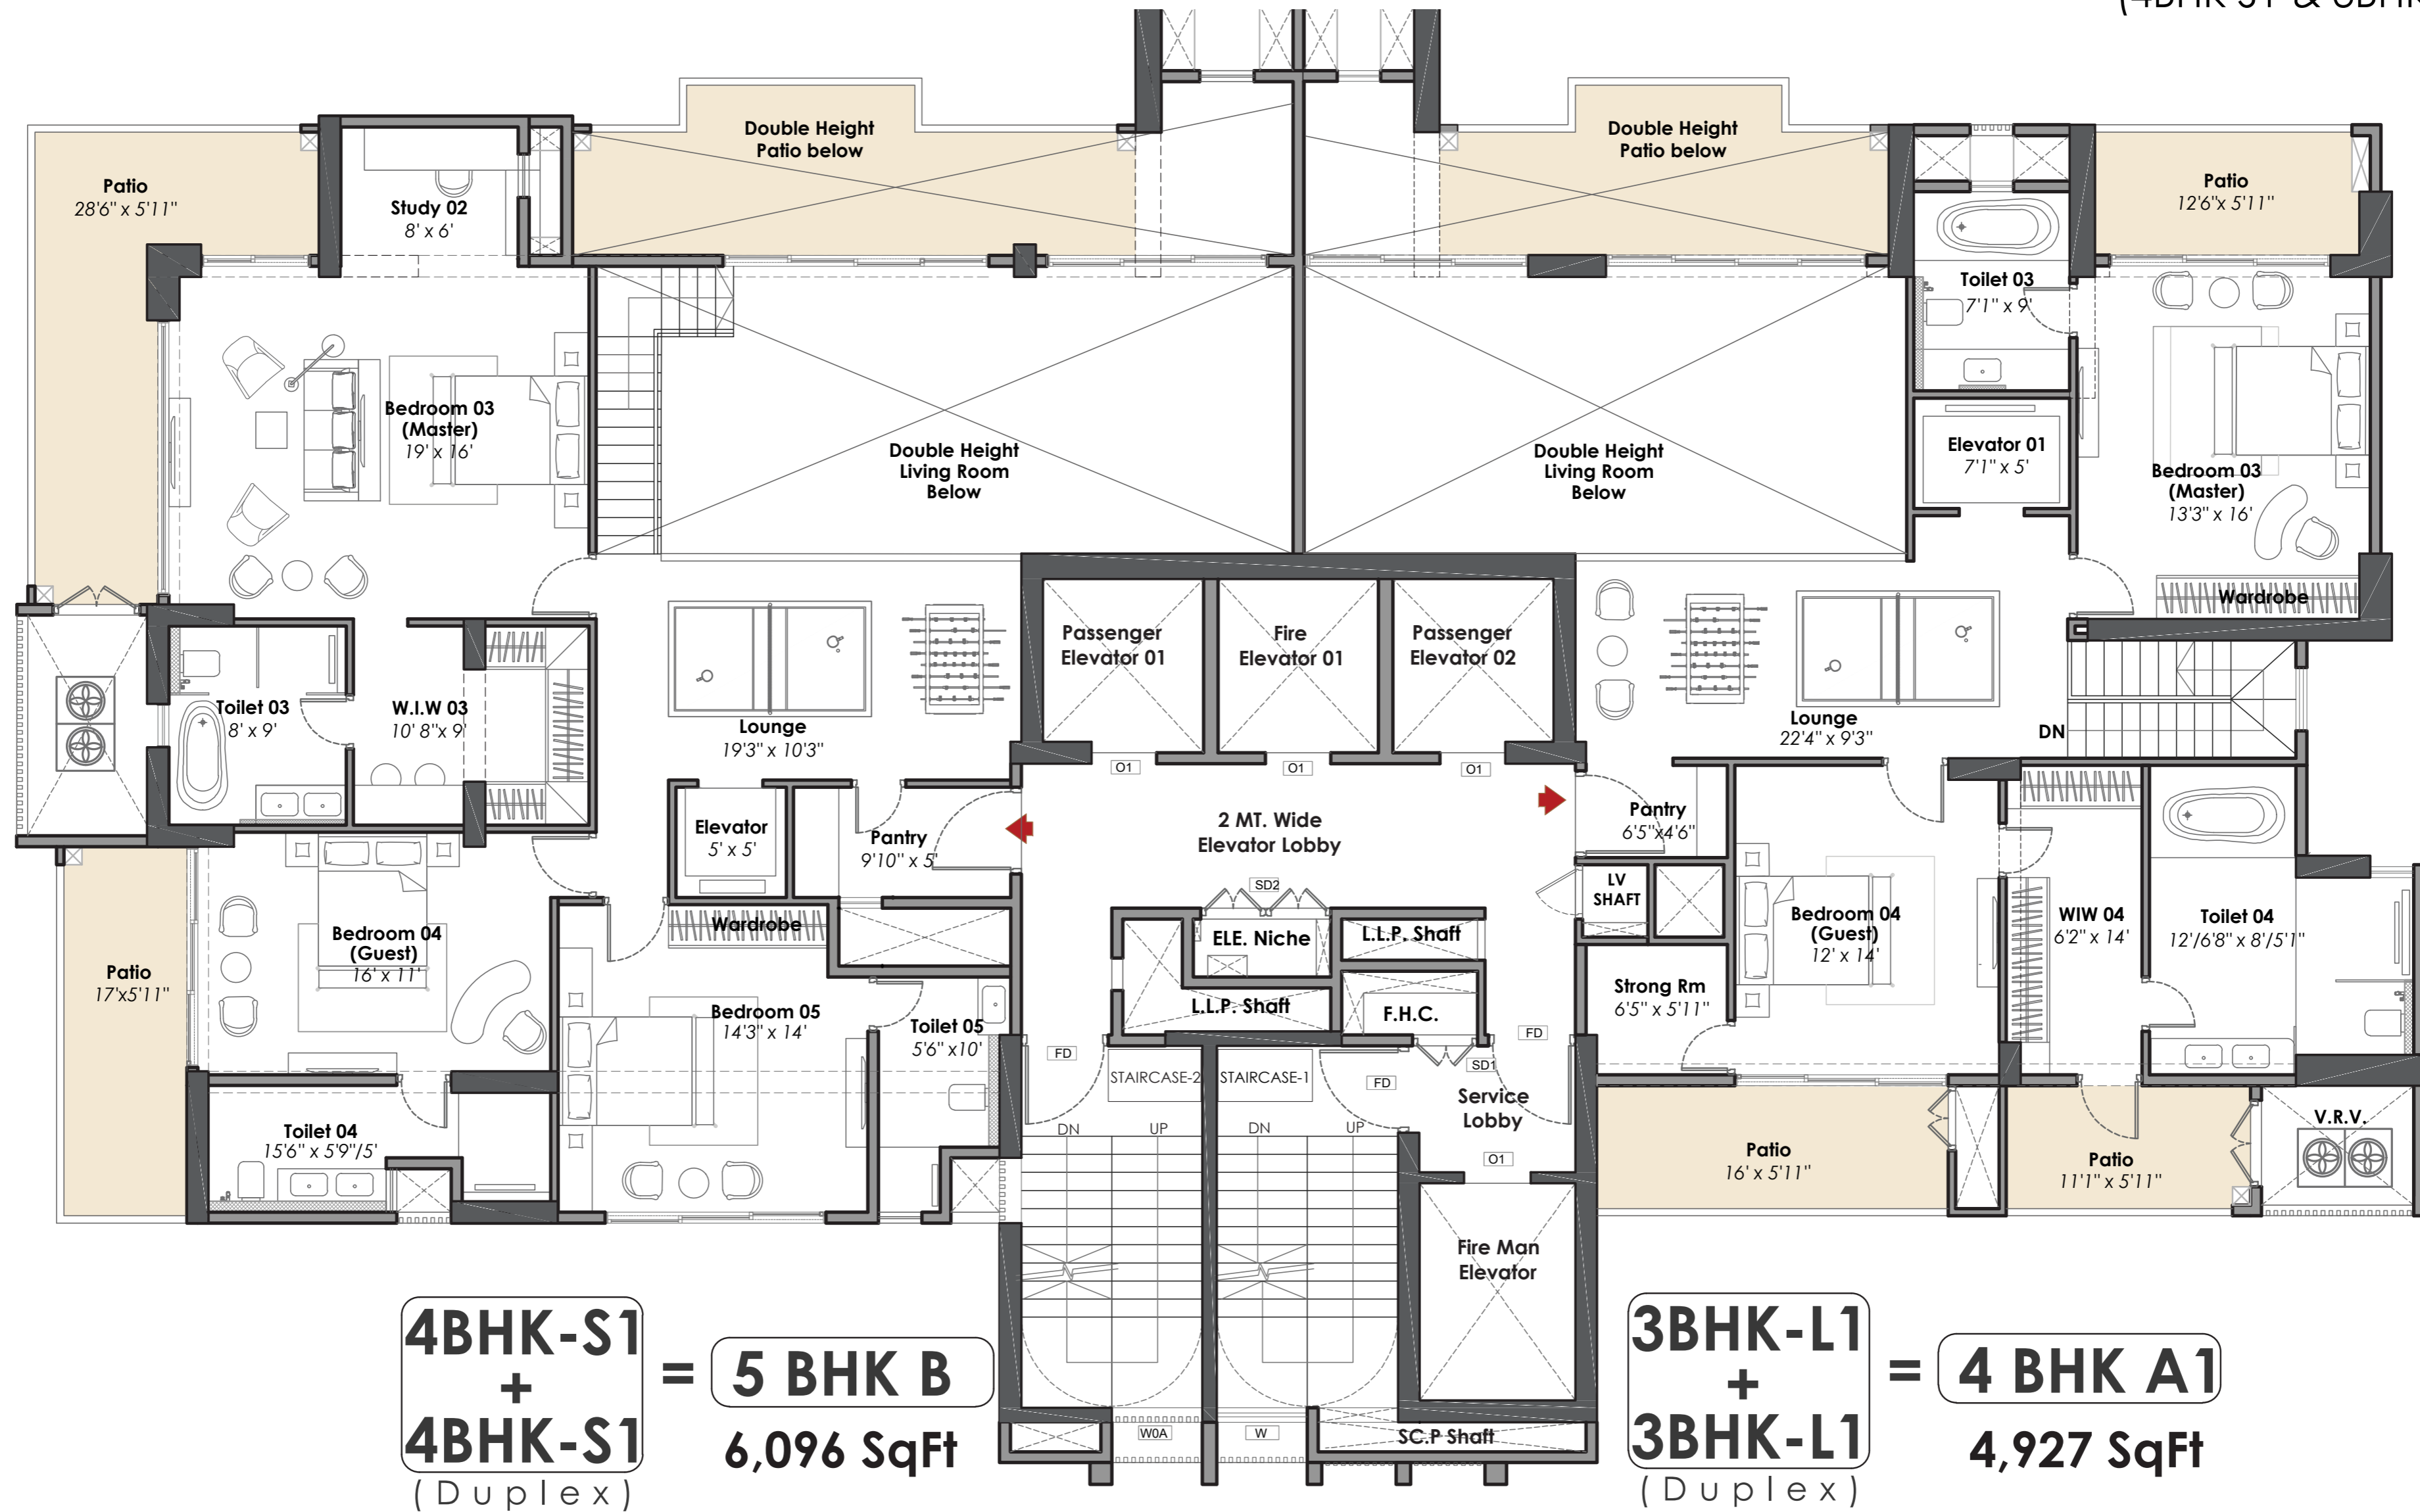 Double Height
Patio below
Double Height
Patio below
Patio
28'6" x 5'11"
Study 02
8' x 6'
Patio
12'6"x 5'11"
Toilet 03
7'1" x 9'
Bedroom 03
(Master)
19' x 16'
Double Height
Living Room
Below
Double Height
Living Room
Below
Elevator 01
7'1" x 5'
Bedroom 03
(Master)
13'3" x 16'
Wardrobe
Passenger
Elevator 01
Fire
Elevator 01
Passenger
Elevator 02
Toilet 03
8' x 9'
W.I.W 03
10' 8"x 9'
Lounge
19'3" x 10'3"
Lounge
22'4" x 9'3"
DN
O1
O1
O1
Elevator
5' x 5'
Pantry
9'10" x 5'
2 MT. Wide
Elevator Lobby
Pantry
6'5"x4'6"
SD2
LV
SHAFT
Wardrobe
Bedroom 04
(Guest)
16' x 11'
ELE. Niche
L.L.P. Shaft
Bedroom 04
(Guest)
12' x 14'
WIW 04
6'2" x 14'
Toilet 04
12'/6'8" x 8'/5'1"
Patio
17'x5'11"
Bedroom 05
14'3" x 14'
Toilet 05
5'6" x10'
L.L.P. Shaft
F.H.C.
Strong Rm
6'5" x 5'11"
FD
FD
FD
SD1
STAIRCASE-2
STAIRCASE-1
Service
Lobby
Toilet 04
15'6" x 5'9"/5'
DN
UP
DN
UP
O1
Patio
16' x 5'11"
Patio
11'1" x 5'11"
V.R.V.
Fire Man
Elevator
4BHK-S1
+
4BHK-S1
(Duplex)
=
5 BHK B
6,096 SqFt
W0A
W
SC.P Shaft
3BHK-L1
+
3BHK-L1
(Duplex)
=
4 BHK A1
4,927 SqFt